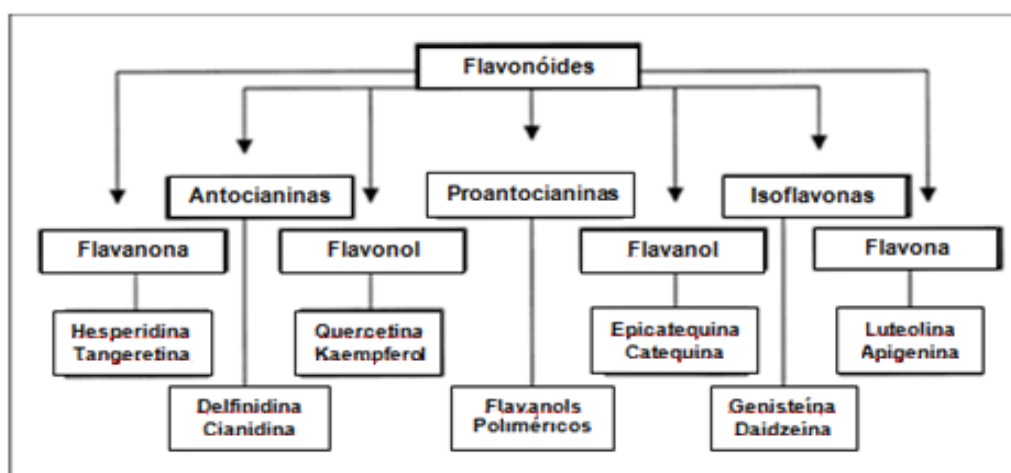 Flavonóides
Antocianinas
Proantocianinas
Isoflavonas
Flavanona
Flavonol
Flavanol
Flavona
Hesperidina
Tangeretina
Quercetina
Kaempferol
Epicatequina
Catequina
Luteolina
Apigenina
Delfinidina
Cianidina
Flavanols
Poliméricos
Genisteína
Daidzeina